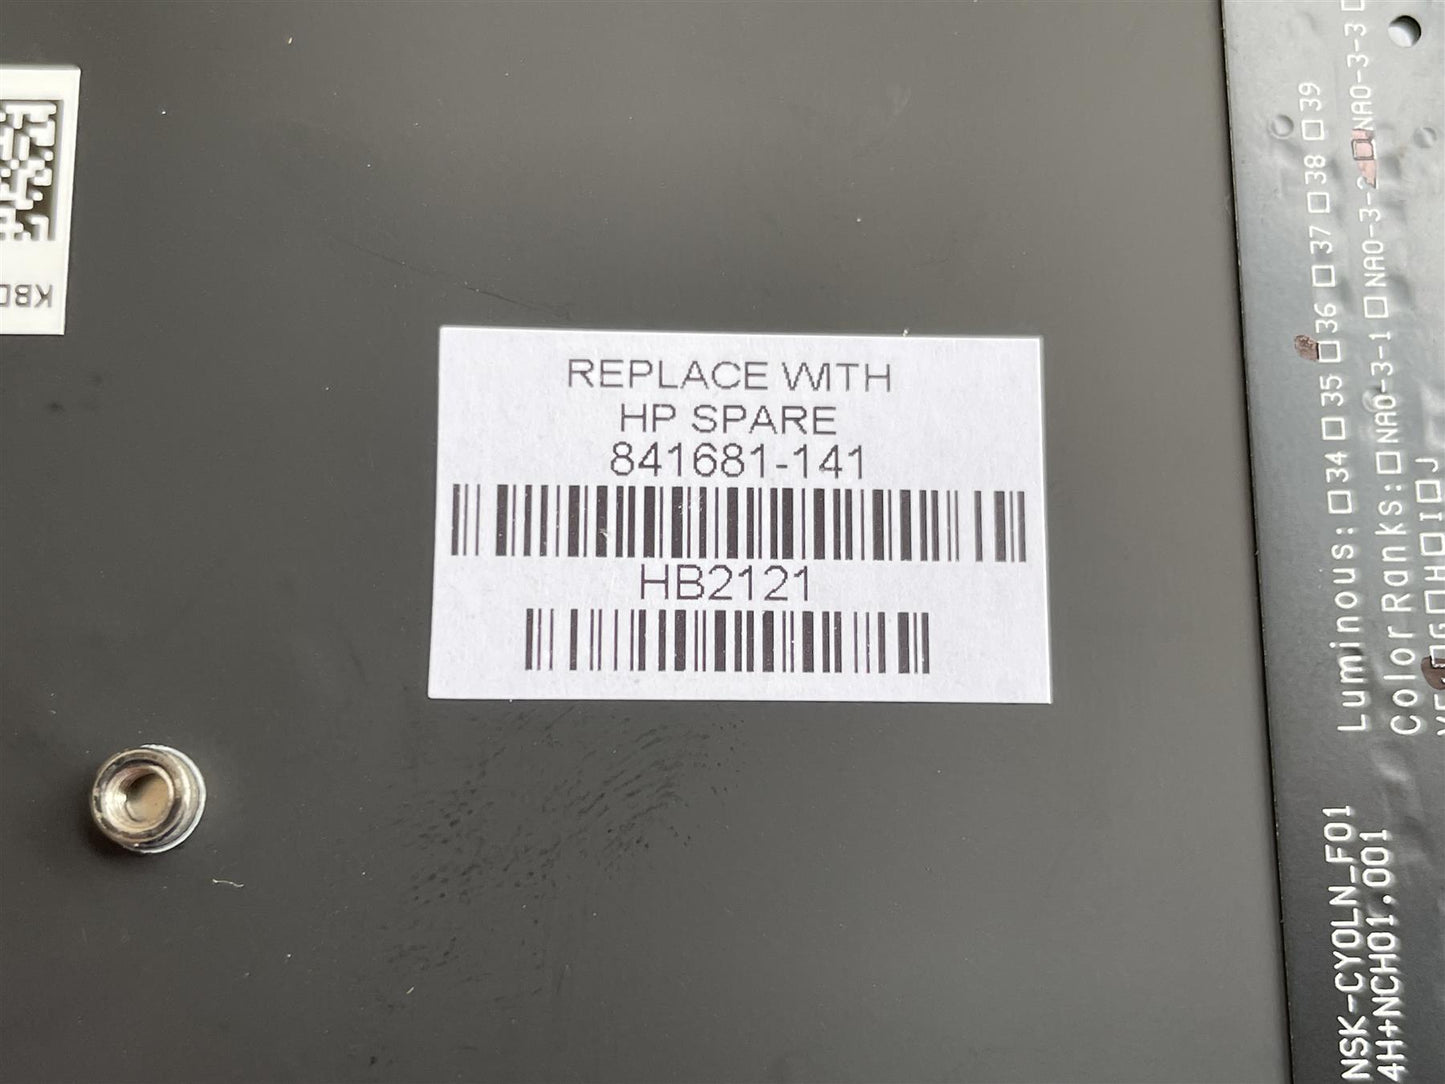 REPLACE WITH
HP SPARE
841681-141
HB2121
Luminous:□34□35□36□37□38□39
Color Ranks:□NAO-3-1□NAO-3-2□NAO-3-3
NSK-CYOLN_F01
4H+NCH01.001